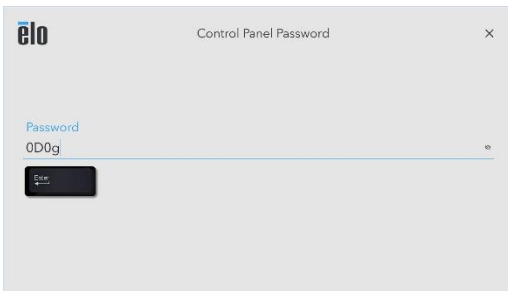 ēlo
Control Panel Password
×
Password
0D0g
Enter